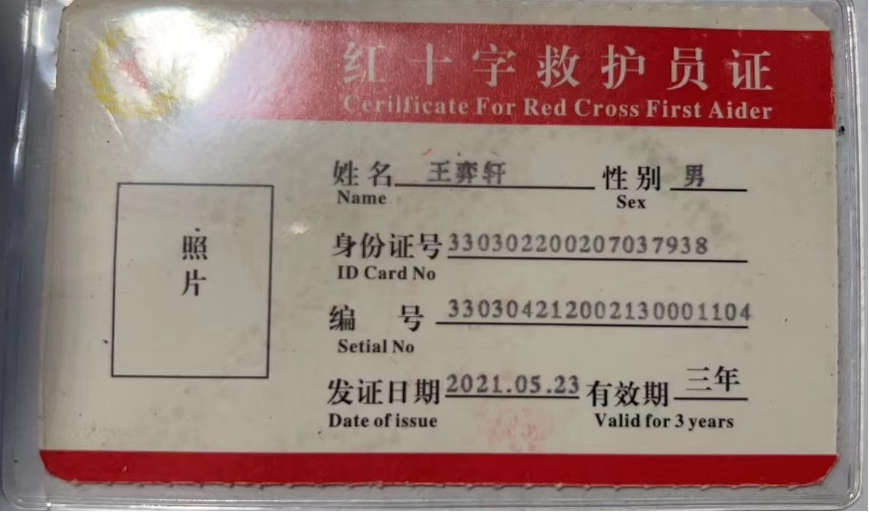 红十字救护员证
Cerilficate For Red Cross First Aider
姓名 王弈轩 性别 男
Name Sex
身份证号 330302200207037938
ID Card No
编 号 330304212002130001104
Setial No
照
片
发证日期 2021.05.23 有效期 三年
Date of issue Valid for 3 years